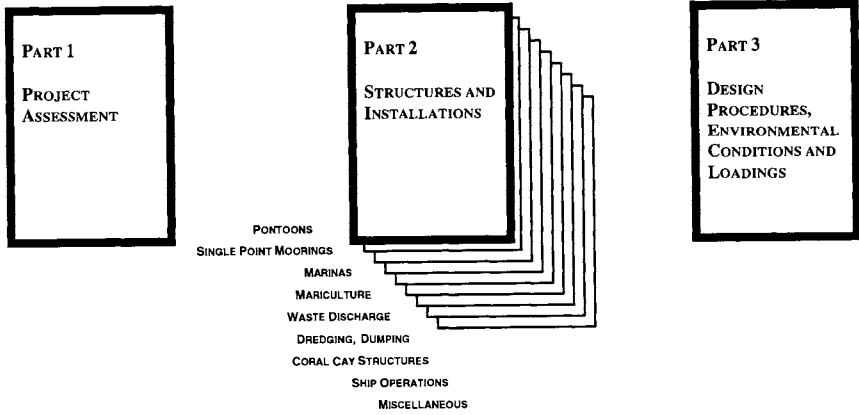 PART 1
PROJECT
ASSESSMENT
PART 2
STRUCTURES AND
INSTALLATIONS
PART 3
DESIGN
PROCEDURES,
ENVIRONMENTAL
CONDITIONS AND
LOADINGS
PONTOONS
SINGLE POINT MOORINGS
MARINAS
MARICULTURE
WASTE DISCHARGE
DREDGING, DUMPING
CORAL CAY STRUCTURES
SHIP OPERATIONS
MISCELLANEOUS